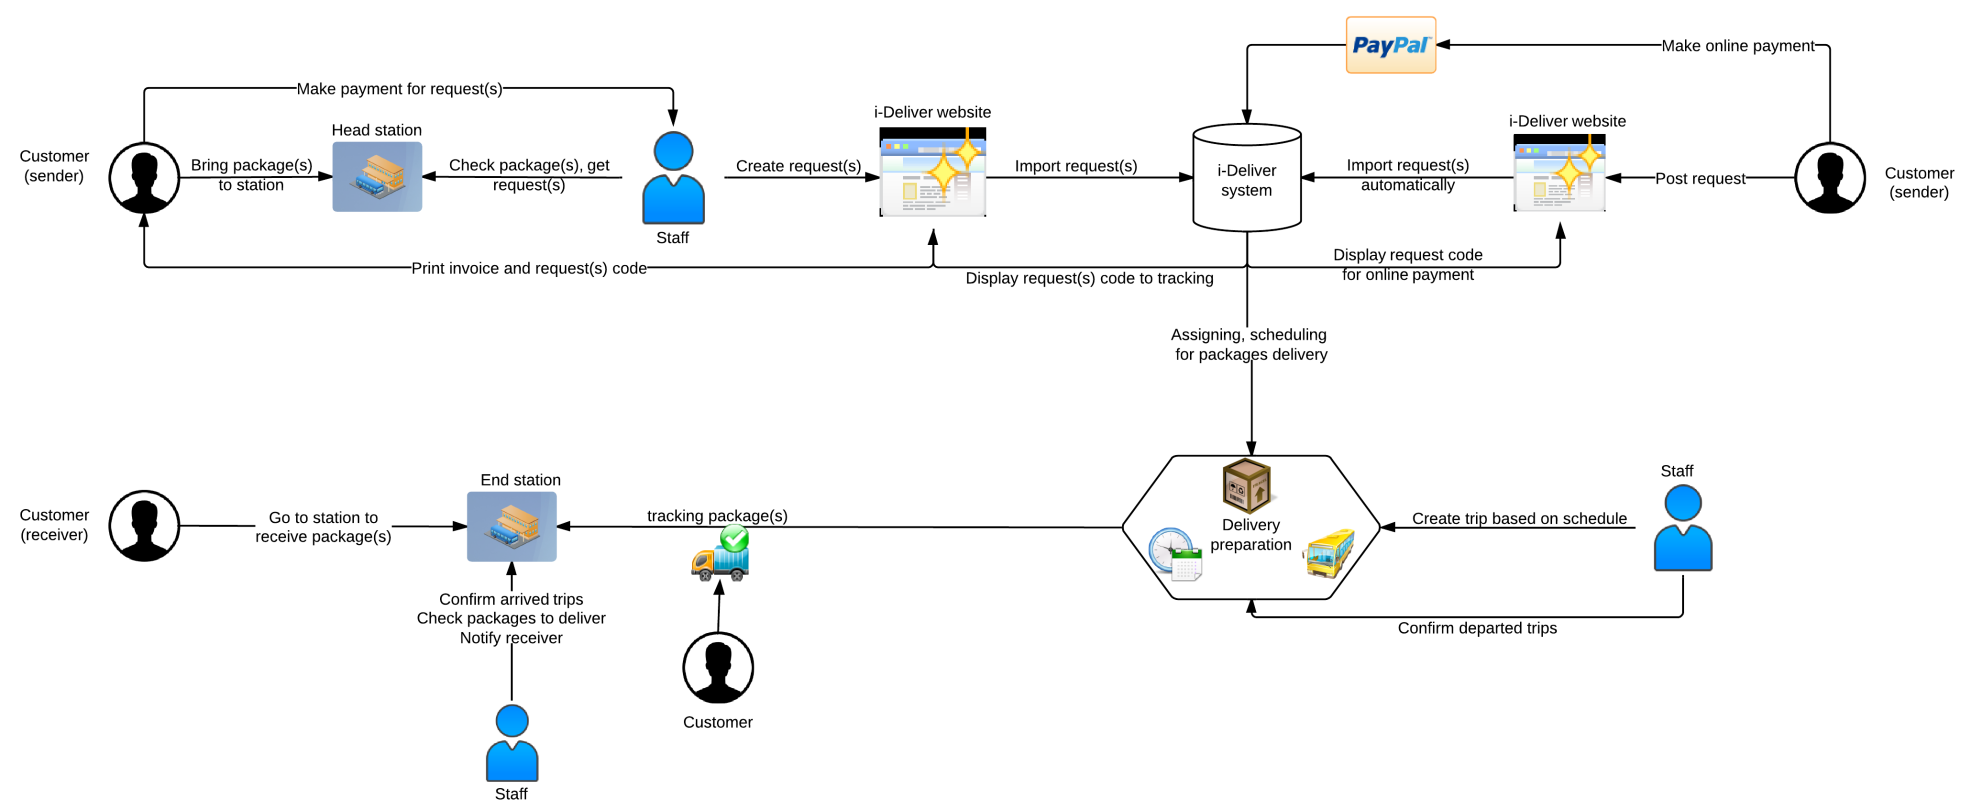 PayPal
Make online payment
Make payment for request(s)
i-Deliver website
i-Deliver website
Head station
Customer
(sender)
Bring package(s)
to station
Check package(s), get
request(s)
Staff
Create request(s)
Import request(s)
i-Deliver
system
Import request(s)
automatically
Post request
Customer
(sender)
Print invoice and request(s) code
Display request(s) code to tracking
Display request code
for online payment
Assigning, scheduling
for packages delivery
End station
Customer
(receiver)
Go to station to
receive package(s)
tracking package(s)
Delivery
preparation
Create trip based on schedule
Staff
Confirm arrived trips
Check packages to deliver
Notify receiver
Confirm departed trips
Customer
Staff